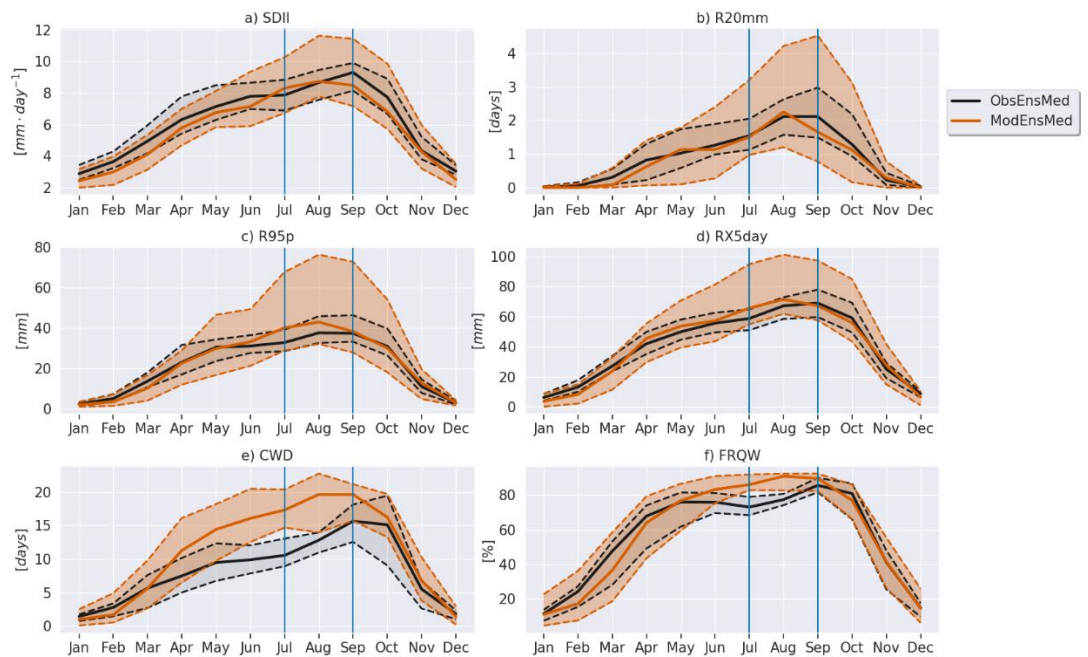 a) SDII
b) R20mm
12
10
8
6
4
2
[mm · day⁻¹]
Jan Feb Mar Apr May Jun Jul Aug Sep Oct Nov Dec
4
3
2
1
0
[days]
Jan Feb Mar Apr May Jun Jul Aug Sep Oct Nov Dec
ObsEnsMed
ModEnsMed
c) R95p
d) RX5day
80
60
40
20
0
[mm]
Jan Feb Mar Apr May Jun Jul Aug Sep Oct Nov Dec
100
80
60
40
20
0
[mm]
Jan Feb Mar Apr May Jun Jul Aug Sep Oct Nov Dec
e) CWD
f) FRQW
20
15
10
5
0
[days]
Jan Feb Mar Apr May Jun Jul Aug Sep Oct Nov Dec
80
60
40
20
[%]
Jan Feb Mar Apr May Jun Jul Aug Sep Oct Nov Dec